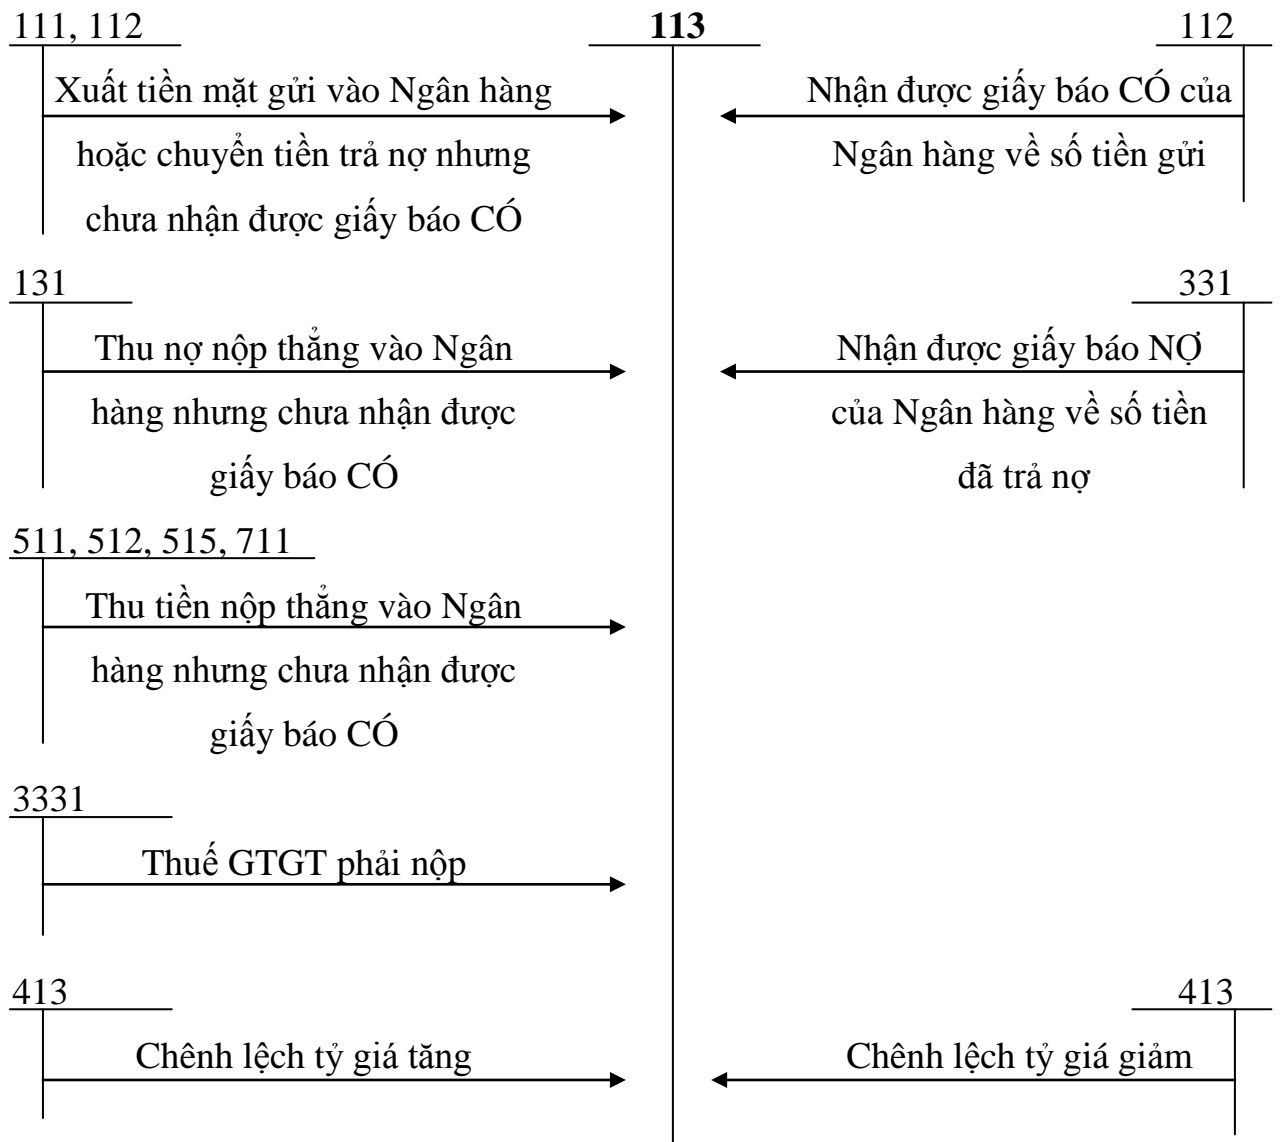 111, 112
113
112
Xuất tiền mặt gửi vào Ngân hàng
hoặc chuyển tiền trả nợ nhưng
chưa nhận được giấy báo CÓ
Nhận được giấy báo CÓ của
Ngân hàng về số tiền gửi
131
331
Thu nợ nộp thẳng vào Ngân
hàng nhưng chưa nhận được
giấy báo CÓ
Nhận được giấy báo NỢ
của Ngân hàng về số tiền
đã trả nợ
511, 512, 515, 711
Thu tiền nộp thẳng vào Ngân
hàng nhưng chưa nhận được
giấy báo CÓ
3331
Thuế GTGT phải nộp
413
413
Chênh lệch tỷ giá tăng
Chênh lệch tỷ giá giảm